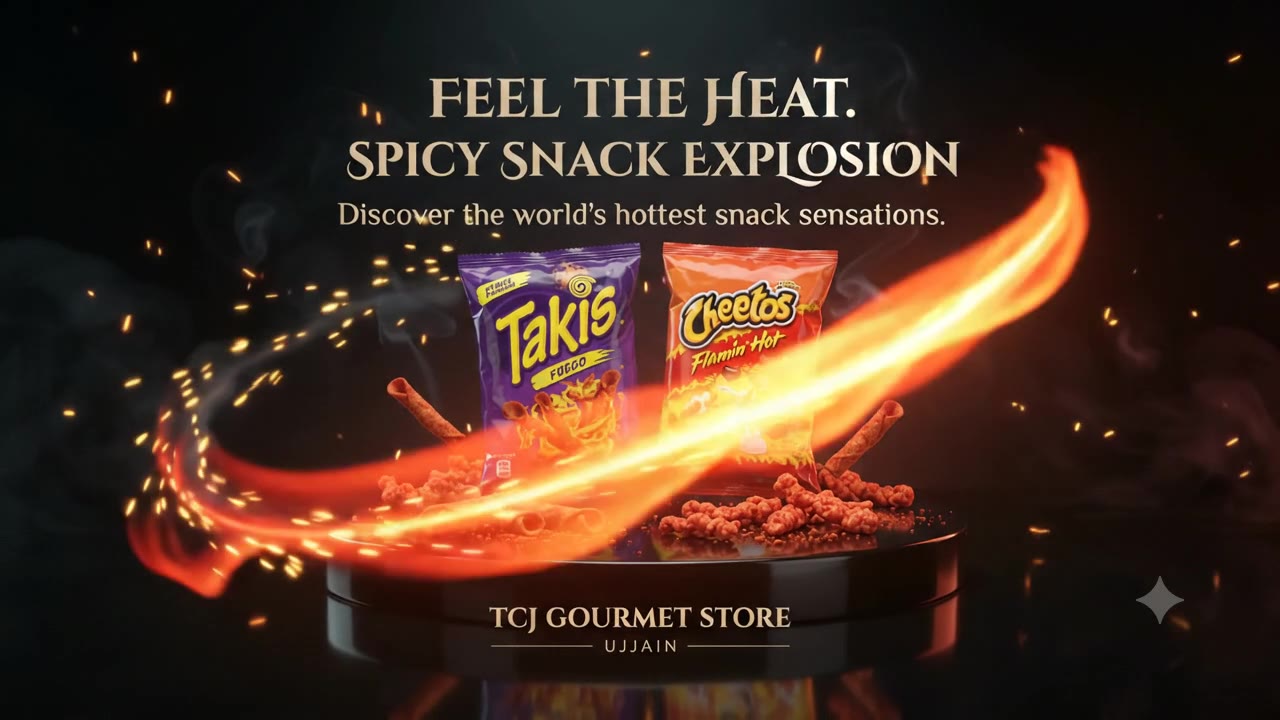 FEEL THE HEAT.
SPICY SNACK EXPLOSION
Discover the world's hottest snack sensations.
Takis
FUEGO
Cheetos
Flamin' Hot
TCJ GOURMET STORE
UJJAIN